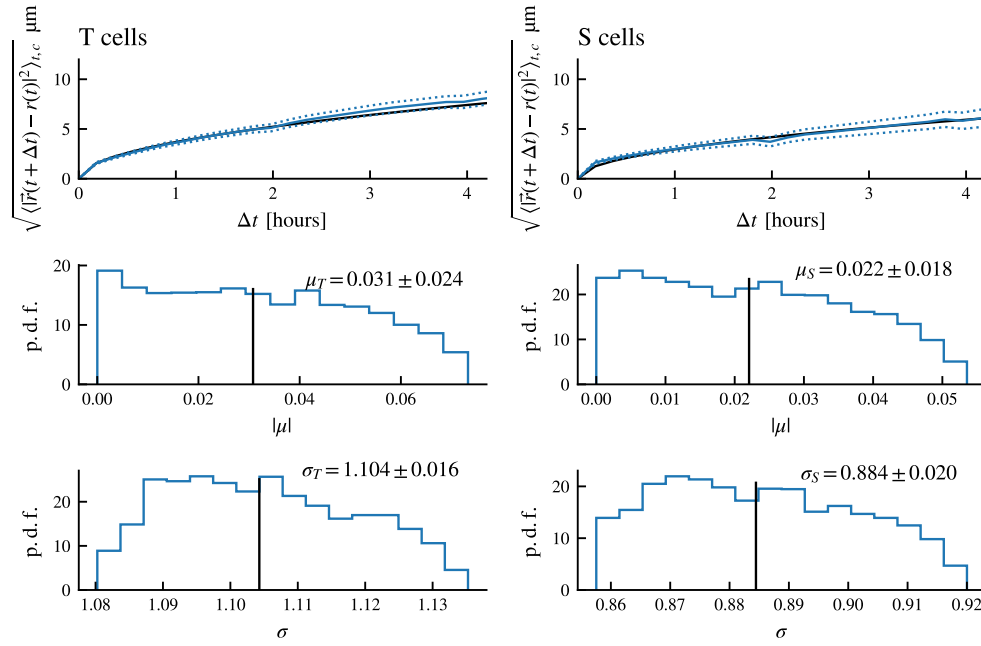 T cells
S cells
√⟨|r⃗(t + Δt) − r(t)|²⟩t,c μm
10
5
0
0 1 2 3 4
Δt [hours]
√⟨|r⃗(t + Δt) − r(t)|²⟩t,c μm
10
5
0
0 1 2 3 4
Δt [hours]
μT = 0.031 ± 0.024
p. d. f.
20
10
0
0.00 0.02 0.04 0.06
|μ|
μS = 0.022 ± 0.018
p. d. f.
20
10
0
0.00 0.01 0.02 0.03 0.04 0.05
|μ|
σT = 1.104 ± 0.016
p. d. f.
20
10
0
1.08 1.09 1.10 1.11 1.12 1.13
σ
σS = 0.884 ± 0.020
p. d. f.
20
10
0
0.86 0.87 0.88 0.89 0.90 0.91 0.92
σ